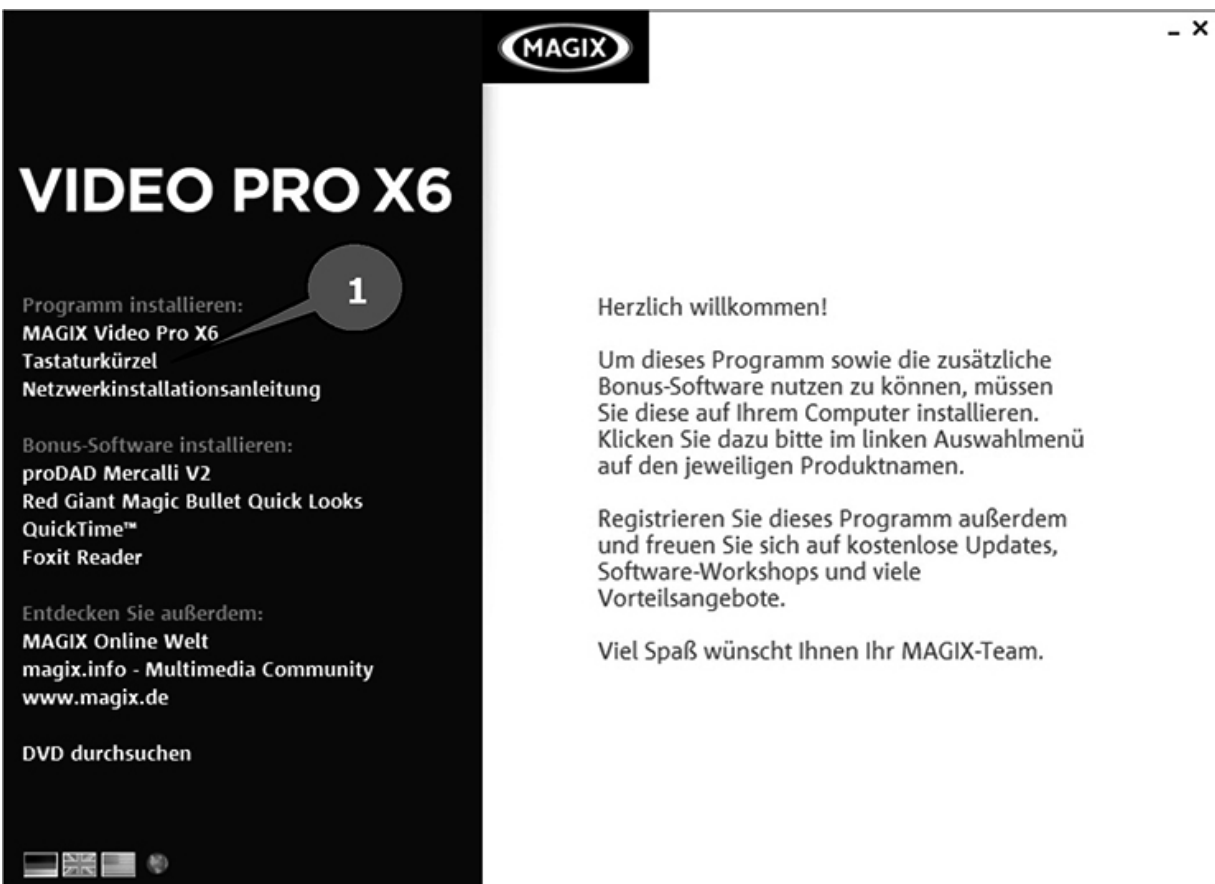 MAGIX
VIDEO PRO X6
1
Programm installieren:
MAGIX Video Pro X6
Tastaturkürzel
Netzwerkinstallationsanleitung
Bonus-Software installieren:
proDAD Mercalli V2
Red Giant Magic Bullet Quick Looks
QuickTime™
Foxit Reader
Entdecken Sie außerdem:
MAGIX Online Welt
magix.info - Multimedia Community
www.magix.de
DVD durchsuchen
Herzlich willkommen!
Um dieses Programm sowie die zusätzliche
Bonus-Software nutzen zu können, müssen
Sie diese auf Ihrem Computer installieren.
Klicken Sie dazu bitte im linken Auswahlmenü
auf den jeweiligen Produktnamen.
Registrieren Sie dieses Programm außerdem
und freuen Sie sich auf kostenlose Updates,
Software-Workshops und viele
Vorteilsangebote.
Viel Spaß wünscht Ihnen Ihr MAGIX-Team.